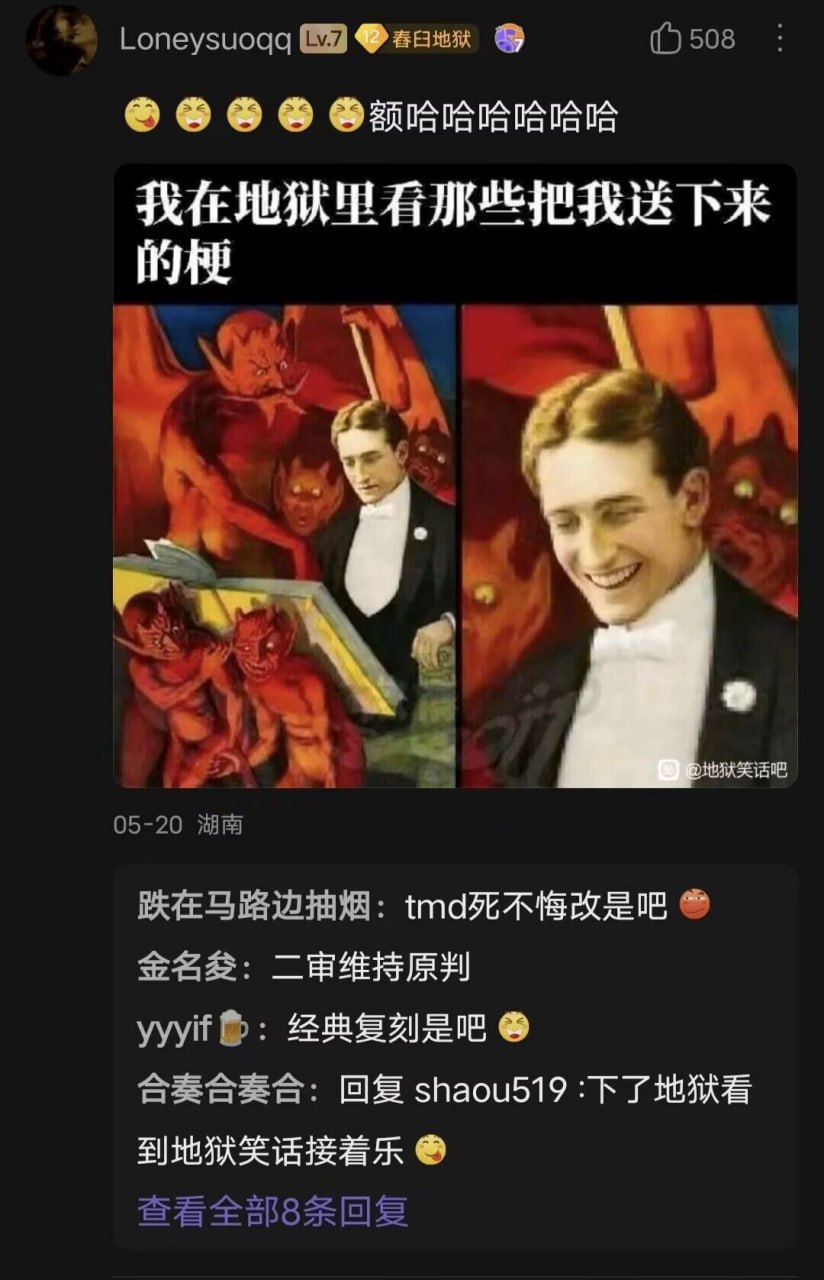 Loneysuoqq Lv.7 12 舂臼地狱 7 508
额哈哈哈哈哈哈
我在地狱里看那些把我送下来
的梗
@地狱笑话吧
05-20 湖南
跌在马路边抽烟：tmd死不悔改是吧
金名夋：二审维持原判
yyyif🍺：经典复刻是吧
合奏合奏合：回复 shaou519 :下了地狱看
到地狱笑话接着乐
查看全部8条回复